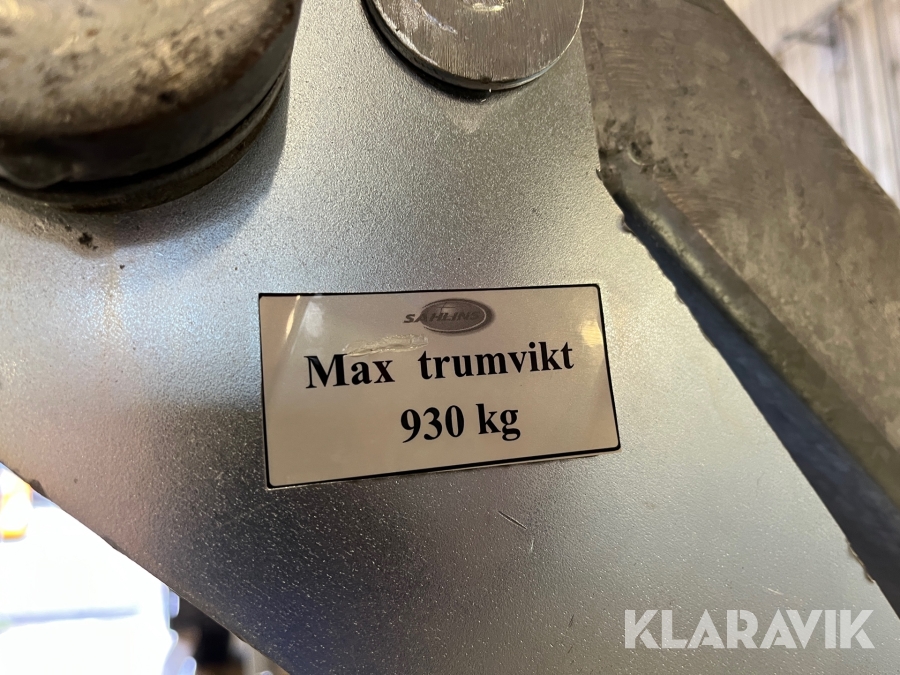 SAHLINS
Max trumvikt
930 kg
KLARAVIK